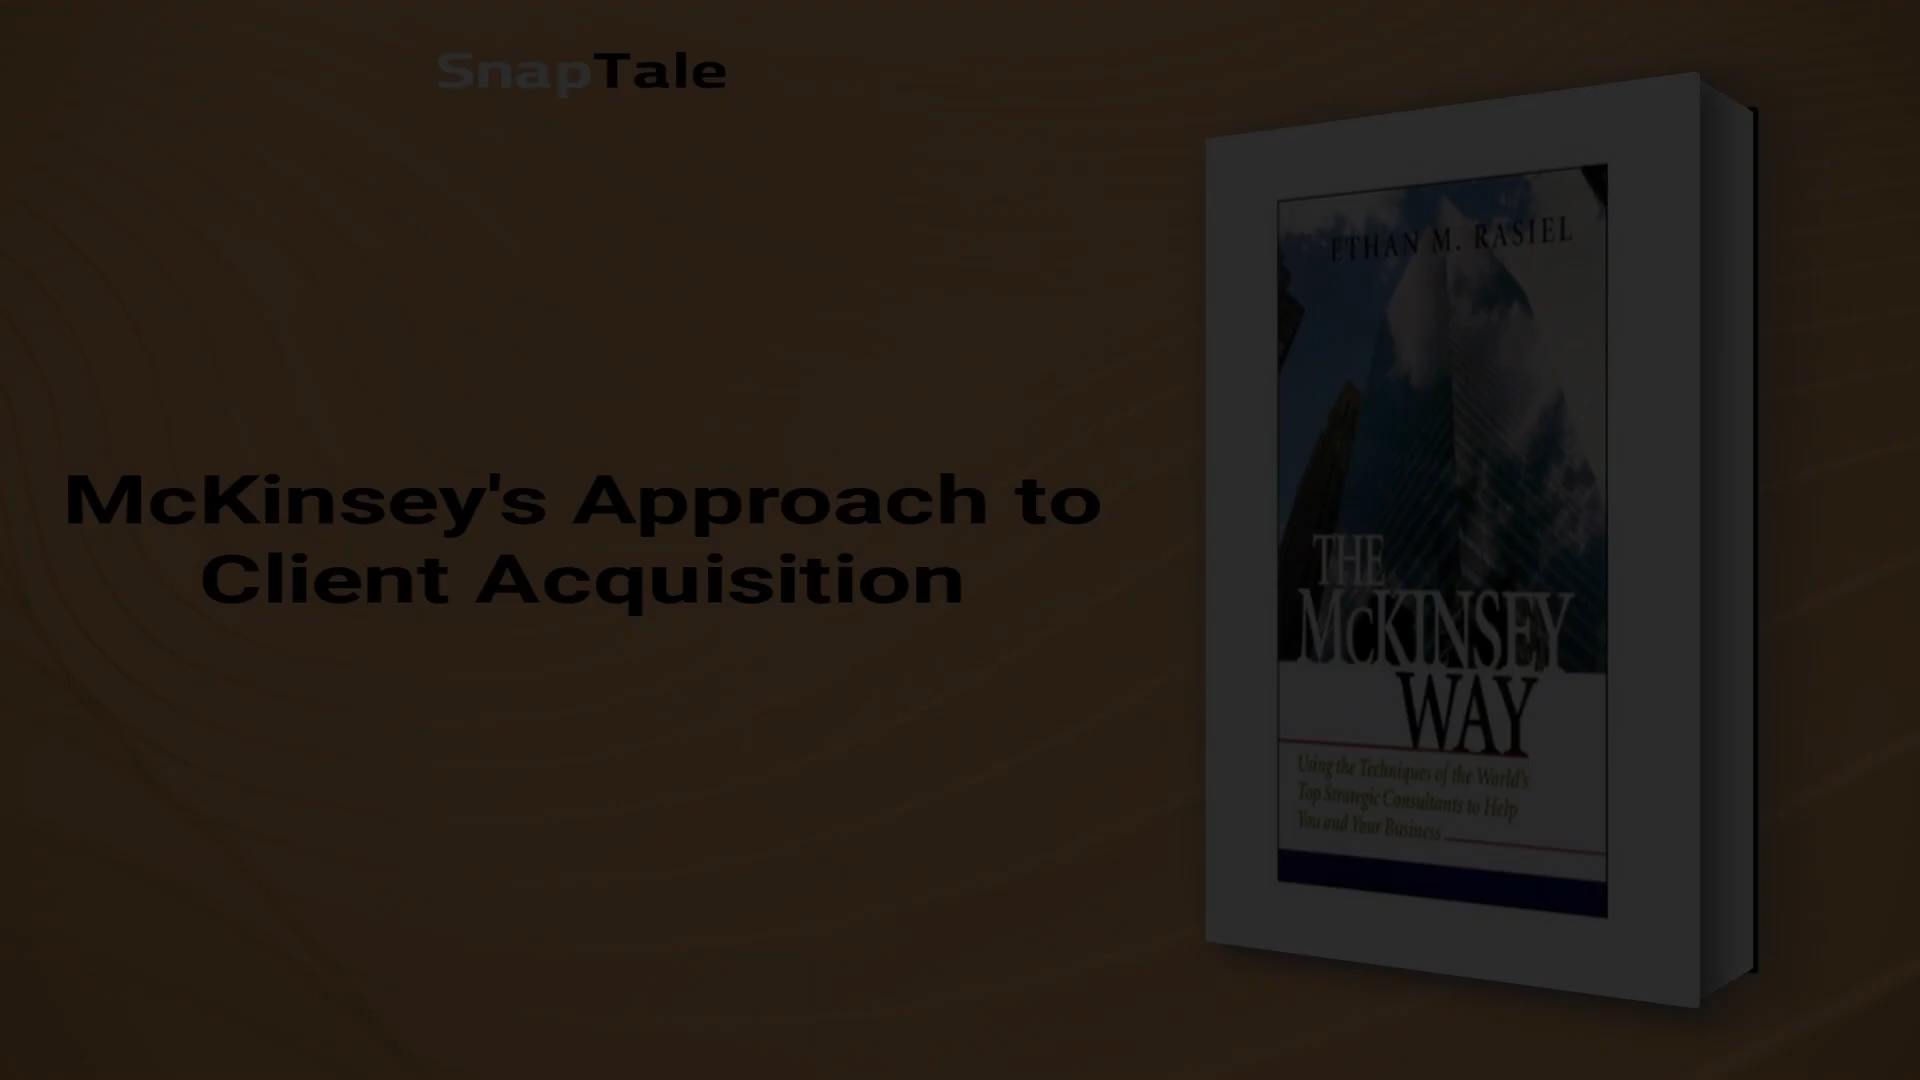 SnapTale
McKinsey's Approach to
Client Acquisition
ETHAN M. RASIEL
THE
McKINSEY
WAY
Using the Techniques of the World's
Top Strategic Consultants to Help
You and Your Business